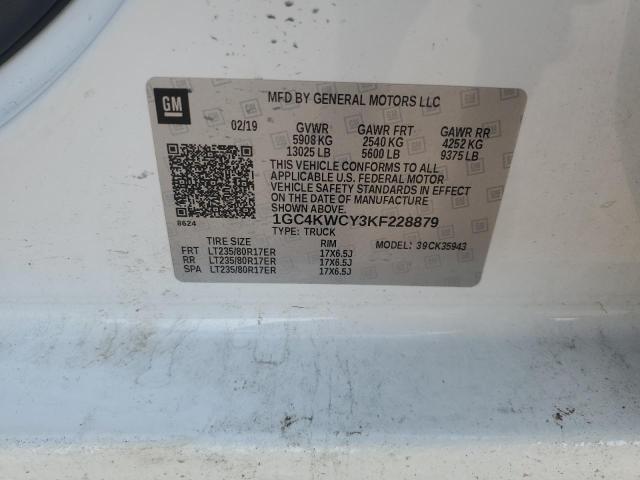 GM
MFD BY GENERAL MOTORS LLC
02/19 GVWR GAWR FRT GAWR RR
5908 KG 2540 KG 4252 KG
13025 LB 5600 LB 9375 LB
THIS VEHICLE CONFORMS TO ALL
APPLICABLE U.S. FEDERAL MOTOR
VEHICLE SAFETY STANDARDS IN EFFECT
ON THE DATE OF MANUFACTURE
SHOWN ABOVE.
8624 1GC4KWCY3KF228879
TYPE: TRUCK
TIRE SIZE RIM MODEL: 39CK35943
FRT LT235/80R17ER 17X6.5J
RR LT235/80R17ER 17X6.5J
SPA LT235/80R17ER 17X6.5J